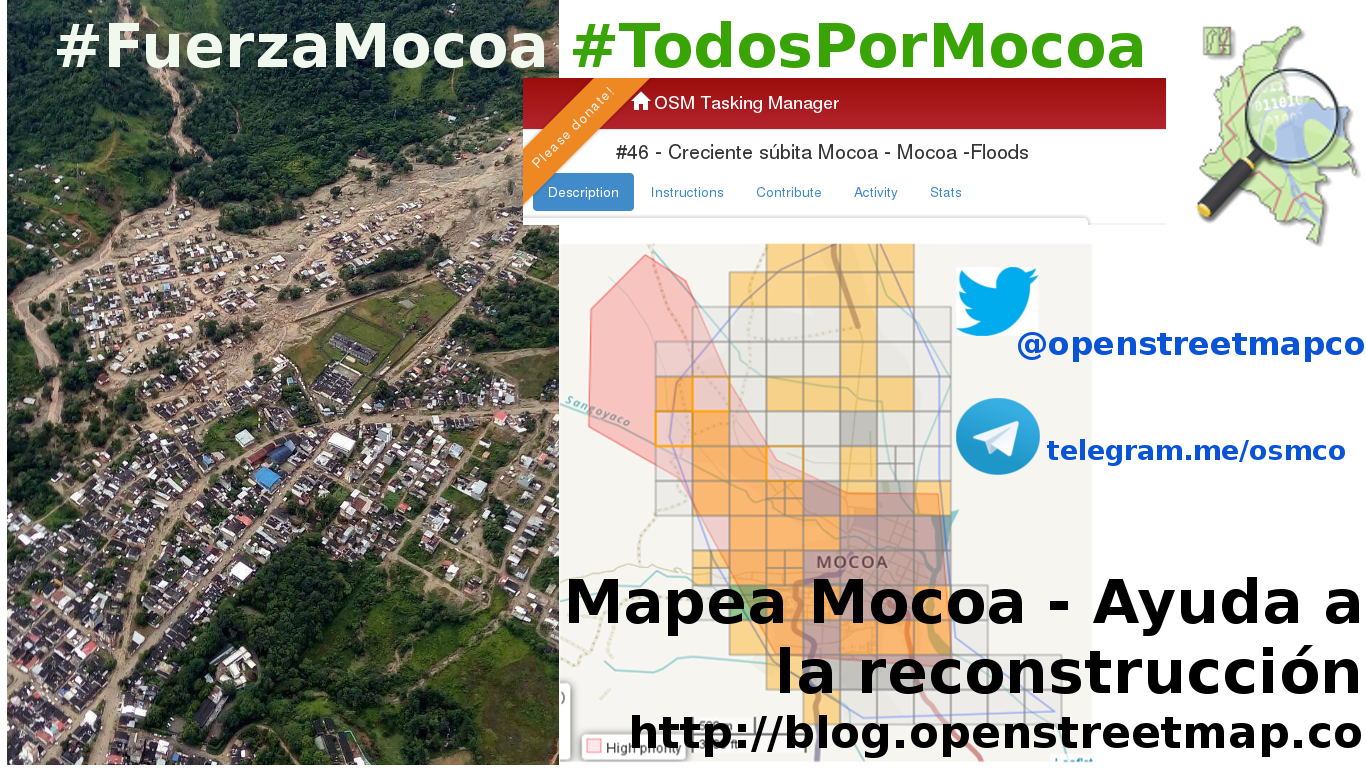 #FuerzaMocoa #TodosPorMocoa
Please donate!
OSM Tasking Manager
#46 - Creciente súbita Mocoa - Mocoa -Floods
Description Instructions Contribute Activity Stats
@openstreetmapco
Sangoyaco
telegram.me/osmco
MOCOA
Mapea Mocoa - Ayuda a
la reconstrucción
http://blog.openstreetmap.co
High priority